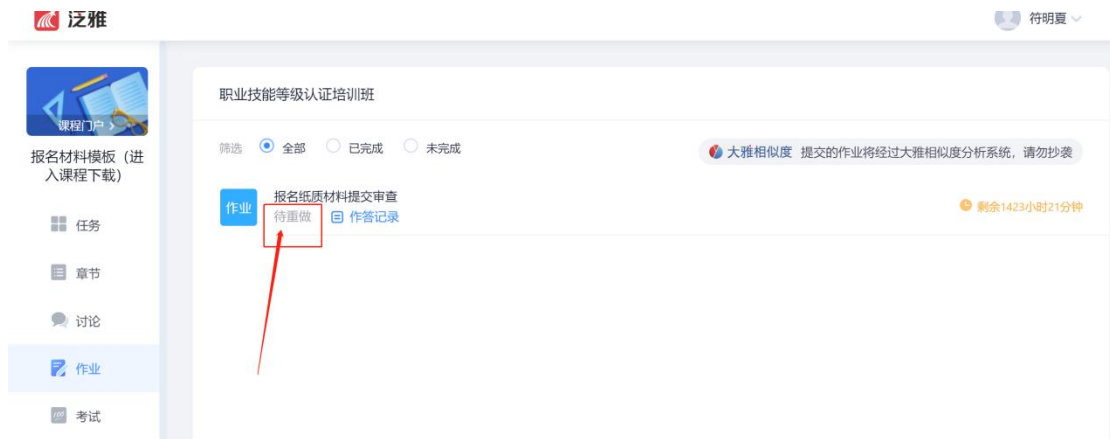 泛雅
符明夏
课程门户 >
报名材料模板（进
入课程下载）
任务
章节
讨论
作业
考试
职业技能等级认证培训班
筛选 全部 已完成 未完成
大雅相似度 提交的作业将经过大雅相似度分析系统，请勿抄袭
作业
报名纸质材料提交审查
待重做 作答记录
剩余1423小时21分钟